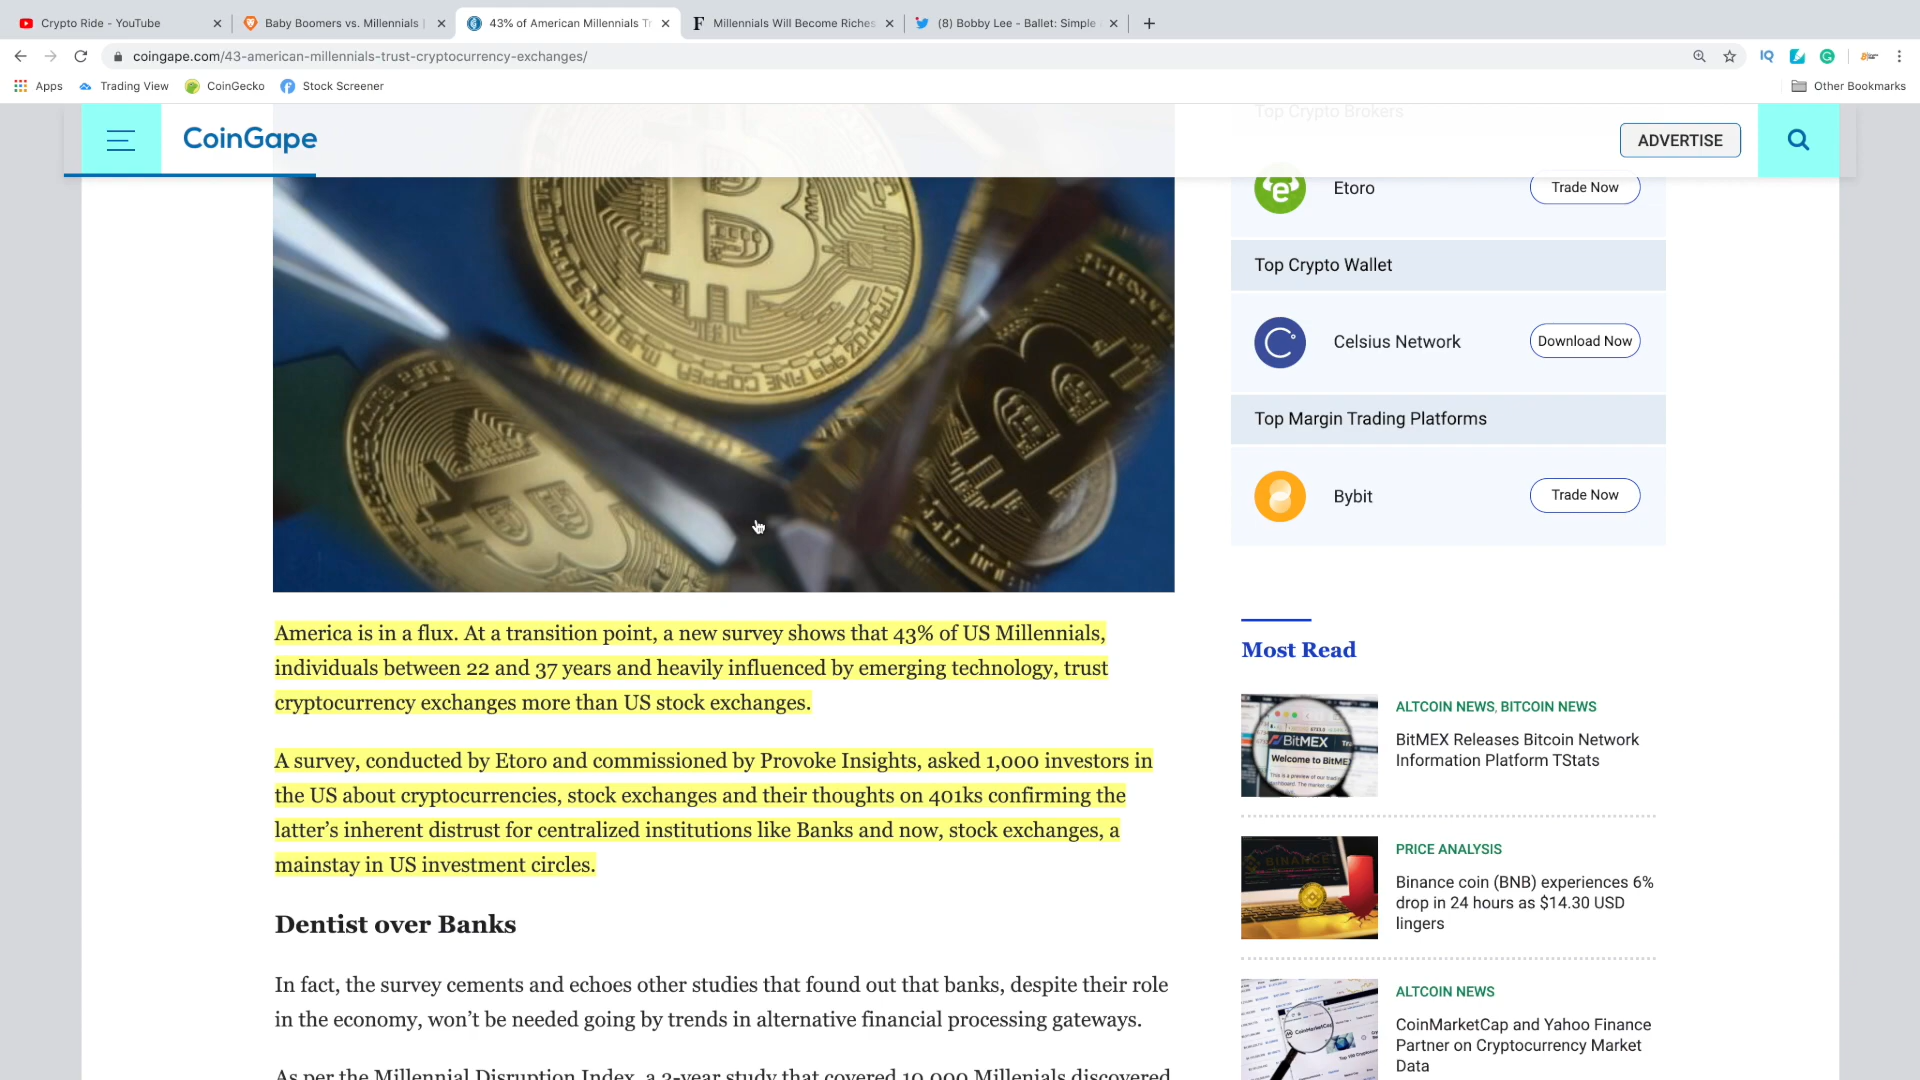 Crypto Ride - YouTube
Baby Boomers vs. Millennials |
43% of American Millennials Tr
Millennials Will Become Riches
(8) Bobby Lee - Ballet: Simple
coingape.com/43-american-millennials-trust-cryptocurrency-exchanges/
Apps
Trading View
CoinGecko
Stock Screener
Other Bookmarks
CoinGape
Top Crypto Brokers
ADVERTISE
Etoro
Trade Now
Top Crypto Wallet
Celsius Network
Download Now
Top Margin Trading Platforms
Bybit
Trade Now
America is in a flux. At a transition point, a new survey shows that 43% of US Millennials,
individuals between 22 and 37 years and heavily influenced by emerging technology, trust
cryptocurrency exchanges more than US stock exchanges.
A survey, conducted by Etoro and commissioned by Provoke Insights, asked 1,000 investors in
the US about cryptocurrencies, stock exchanges and their thoughts on 401ks confirming the
latter's inherent distrust for centralized institutions like Banks and now, stock exchanges, a
mainstay in US investment circles.
Dentist over Banks
In fact, the survey cements and echoes other studies that found out that banks, despite their role
in the economy, won't be needed going by trends in alternative financial processing gateways.
As per the Millennial Disruption Index, a 3-year study that covered 10,000 Millenials discovered
Most Read
BitMEX
Welcome to BitME
ALTCOIN NEWS, BITCOIN NEWS
BitMEX Releases Bitcoin Network
Information Platform TStats
BINANCE
PRICE ANALYSIS
Binance coin (BNB) experiences 6%
drop in 24 hours as $14.30 USD
lingers
CoinMarketCap
ALTCOIN NEWS
CoinMarketCap and Yahoo Finance
Partner on Cryptocurrency Market
Data